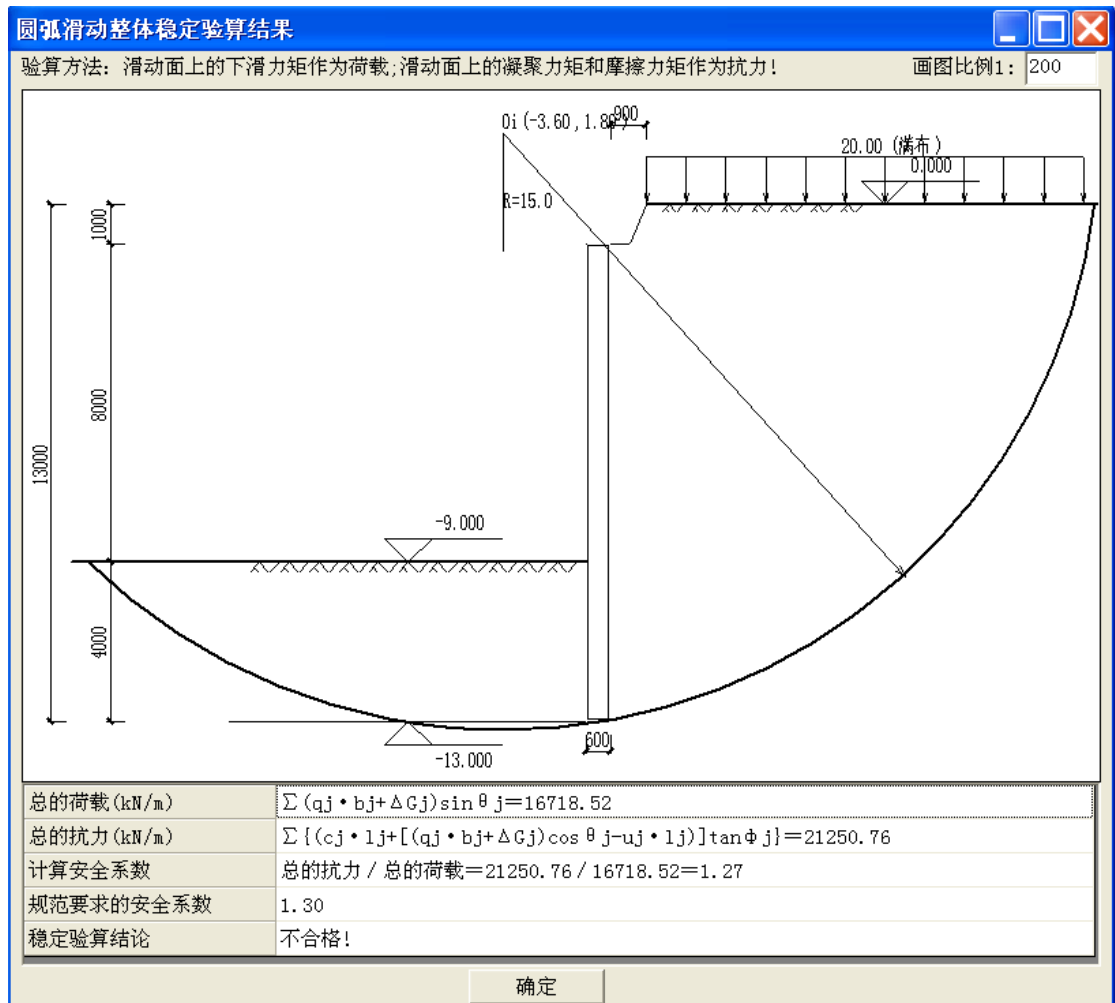 圆弧滑动整体稳定验算结果
验算方法: 滑动面上的下滑力矩作为荷载;滑动面上的凝聚力矩和摩擦力矩作为抗力!
画图比例1: 200
900
Oi(-3.60,1.80)
20.00 (满布)
0.000
R=15.0
1000
8000
13000
-9.000
4000
600
-13.000
总的荷载(kN/m) Σ(qj•bj+ΔGj)sinθj=16718.52
总的抗力(kN/m) Σ{(cj•lj+[(qj•bj+ΔGj)cosθj-uj•lj)]tanΦj}=21250.76
计算安全系数 总的抗力/总的荷载=21250.76/16718.52=1.27
规范要求的安全系数 1.30
稳定验算结论 不合格!
确定